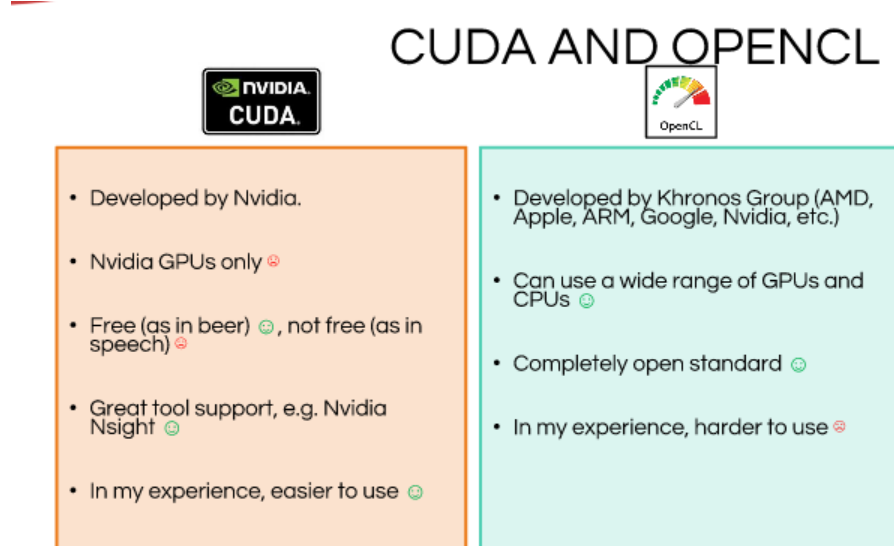 CUDA AND OPENCL
NVIDIA.
CUDA.
OpenCL
• Developed by Nvidia.
• Nvidia GPUs only ☹
• Free (as in beer) ☺, not free (as in
speech) ☹
• Great tool support, e.g. Nvidia
Nsight ☺
• In my experience, easier to use ☺
• Developed by Khronos Group (AMD,
Apple, ARM, Google, Nvidia, etc.)
• Can use a wide range of GPUs and
CPUs ☺
• Completely open standard ☺
• In my experience, harder to use ☹